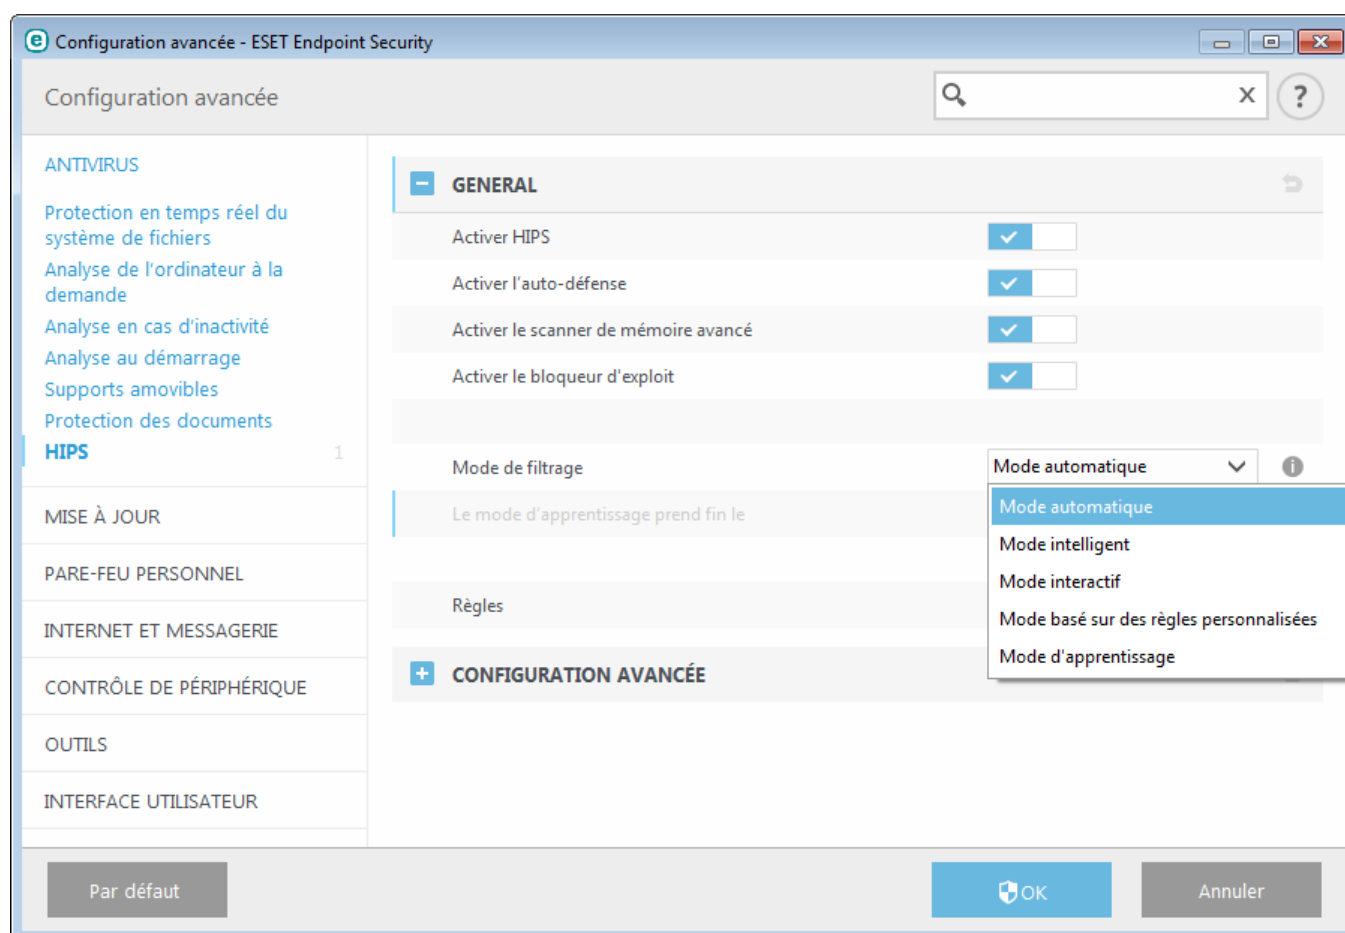 Configuration avancée - ESET Endpoint Security
Configuration avancée
ANTIVIRUS
Protection en temps réel du
système de fichiers
Analyse de l'ordinateur à la
demande
Analyse en cas d'inactivité
Analyse au démarrage
Supports amovibles
Protection des documents
HIPS 1
MISE À JOUR
PARE-FEU PERSONNEL
INTERNET ET MESSAGERIE
CONTRÔLE DE PÉRIPHÉRIQUE
OUTILS
INTERFACE UTILISATEUR
GENERAL
Activer HIPS
Activer l'auto-défense
Activer le scanner de mémoire avancé
Activer le bloqueur d'exploit
Mode de filtrage Mode automatique
Le mode d'apprentissage prend fin le
Mode automatique
Mode intelligent
Mode interactif
Mode basé sur des règles personnalisées
Mode d'apprentissage
Règles
CONFIGURATION AVANCÉE
Par défaut
OK
Annuler